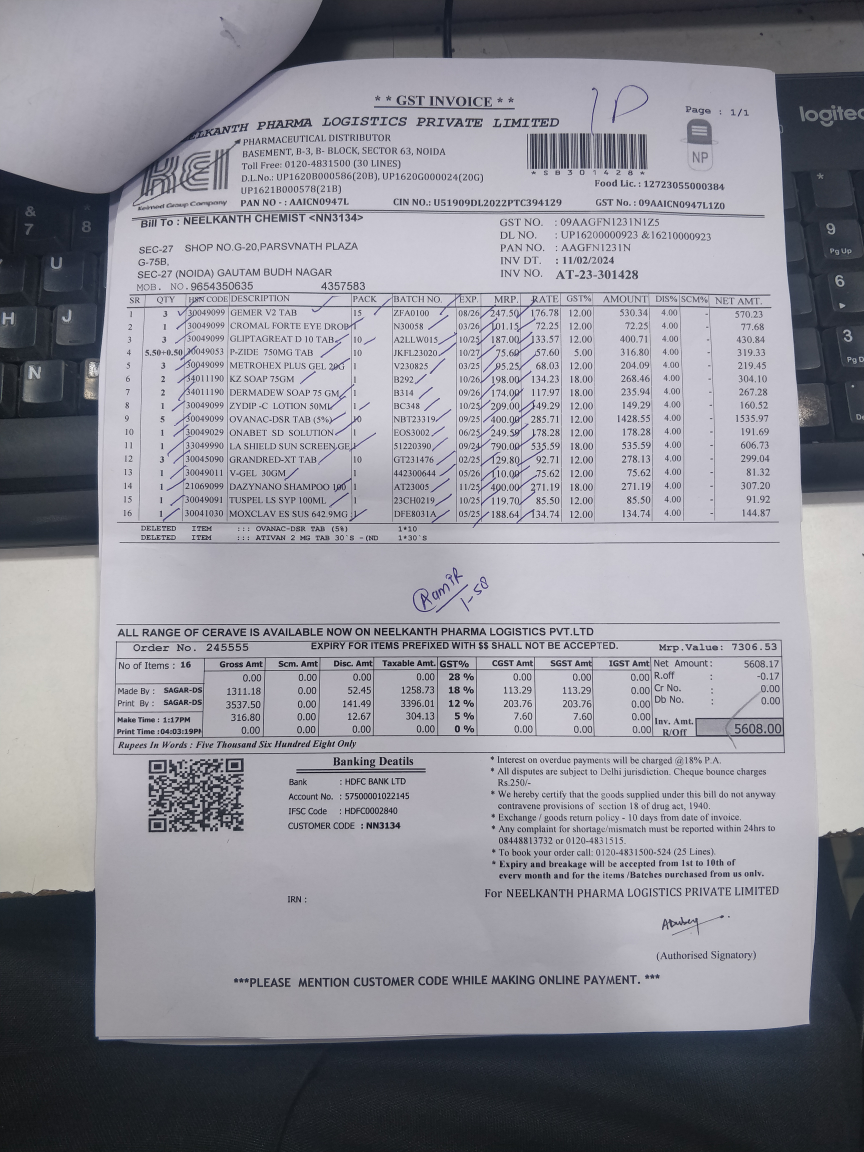 * * GST INVOICE * *
1D
Page : 1/1
ELKANTH PHARMA LOGISTICS PRIVATE LIMITED
PHARMACEUTICAL DISTRIBUTOR
BASEMENT, B-3, B- BLOCK, SECTOR 63, NOIDA
Toll Free: 0120-4831500 (30 LINES)
D.L.No.: UP1620B000586(20B), UP1620G000024(20G)
UP1621B000578(21B)
KEI
Keimed Group Company
* S B 3 0 1 4 2 8 *
NP
Food Lic. : 12723055000384
PAN NO - : AAICN0947L CIN NO.: U51909DL2022PTC394129 GST No. : 09AAICN0947L1Z0
Bill To : NEELKANTH CHEMIST <NN3134>
SEC-27 SHOP NO.G-20,PARSVNATH PLAZA
G-75B,
SEC-27 (NOIDA) GAUTAM BUDH NAGAR
MOB. NO. 9654350635 4357583
GST NO. : 09AAGFN1231N1Z5
DL NO. : UP16200000923 &16210000923
PAN NO. : AAGFN1231N
INV DT. : 11/02/2024
INV NO. AT-23-301428
SR QTY HSN CODE DESCRIPTION PACK BATCH NO. EXP. MRP. RATE GST% AMOUNT DIS% SCM% NET AMT.
1 3 30049099 GEMER V2 TAB 15 ZFA0100 08/26 247.50 176.78 12.00 530.34 4.00 - 570.23
2 1 30049099 CROMAL FORTE EYE DROP 1 N30058 03/26 101.15 72.25 12.00 72.25 4.00 - 77.68
3 3 30049099 GLIPTAGREAT D 10 TAB 10 A2LLW015 10/25 187.00 133.57 12.00 400.71 4.00 - 430.84
4 5.50+0.50 30049053 P-ZIDE 750MG TAB 10 JKFL23020 10/27 75.60 57.60 5.00 316.80 4.00 - 319.33
5 3 30049099 METROHEX PLUS GEL 20G 1 V230825 03/25 95.25 68.03 12.00 204.09 4.00 - 219.45
6 2 34011190 KZ SOAP 75GM 1 B292 10/26 198.00 134.23 18.00 268.46 4.00 - 304.10
7 2 34011190 DERMADEW SOAP 75 GM 1 B314 09/26 174.00 117.97 18.00 235.94 4.00 - 267.28
8 1 30049099 ZYDIP -C LOTION 50ML 1 BC348 10/25 209.00 149.29 12.00 149.29 4.00 - 160.52
9 5 30049099 OVANAC-DSR TAB (5%) 10 NBT23319 09/25 400.00 285.71 12.00 1428.55 4.00 - 1535.97
10 1 30049029 ONABET SD SOLUTION 1 EOS3002 06/25 249.59 178.28 12.00 178.28 4.00 - 191.69
11 1 33049990 LA SHIELD SUN SCREEN GE 1 51220390 09/24 790.00 535.59 18.00 535.59 4.00 - 606.73
12 3 30045090 GRANDRED-XT TAB 10 GT231476 02/25 129.80 92.71 12.00 278.13 4.00 - 299.04
13 1 30049011 V-GEL 30GM 1 442300644 05/26 110.00 75.62 12.00 75.62 4.00 - 81.32
14 1 21069099 DAZYNANO SHAMPOO 100 1 AT23005 11/25 400.00 271.19 18.00 271.19 4.00 - 307.20
15 1 30049091 TUSPEL LS SYP 100ML 1 23CH0219 10/25 119.70 85.50 12.00 85.50 4.00 - 91.92
16 1 30041030 MOXCLAV ES SUS 642.9MG 1 DFE8031A 05/25 188.64 134.74 12.00 134.74 4.00 - 144.87
DELETED ITEM ::: OVANAC-DSR TAB (5%) 1*10
DELETED ITEM ::: ATIVAN 2 MG TAB 30`S -(ND 1*30`S
Ramik
1-58
ALL RANGE OF CERAVE IS AVAILABLE NOW ON NEELKANTH PHARMA LOGISTICS PVT.LTD
Order No. 245555 EXPIRY FOR ITEMS PREFIXED WITH $$ SHALL NOT BE ACCEPTED. Mrp.Value: 7306.53
No of Items : 16 Gross Amt Scm. Amt Disc. Amt Taxable Amt. GST% CGST Amt SGST Amt IGST Amt Net Amount: 5608.17
0.00 0.00 0.00 0.00 28 % 0.00 0.00 0.00 R.off : -0.17
Made By : SAGAR-DS 1311.18 0.00 52.45 1258.73 18 % 113.29 113.29 0.00 Cr No. : 0.00
Print By : SAGAR-DS 3537.50 0.00 141.49 3396.01 12 % 203.76 203.76 0.00 Db No. : 0.00
Make Time : 1:17PM 316.80 0.00 12.67 304.13 5 % 7.60 7.60 0.00
Print Time :04:03:19PM 0.00 0.00 0.00 0.00 0 % 0.00 0.00 0.00 Inv. Amt. R/Off 5608.00
Rupees In Words : Five Thousand Six Hundred Eight Only
Banking Deatils
Bank : HDFC BANK LTD
Account No. : 57500001022145
IFSC Code : HDFC0002840
CUSTOMER CODE : NN3134
* Interest on overdue payments will be charged @18% P.A.
* All disputes are subject to Delhi jurisdiction. Cheque bounce charges
Rs.250/-
* We hereby certify that the goods supplied under this bill do not anyway
contravene provisions of section 18 of drug act, 1940.
* Exchange / goods return policy - 10 days from date of invoice.
* Any complaint for shortage/mismatch must be reported within 24hrs to
08448813732 or 0120-4831515.
* To book your order call: 0120-4831500-524 (25 Lines).
* Expiry and breakage will be accepted from 1st to 10th of
every month and for the items /Batches purchased from us only.
For NEELKANTH PHARMA LOGISTICS PRIVATE LIMITED
IRN :
(Authorised Signatory)
***PLEASE MENTION CUSTOMER CODE WHILE MAKING ONLINE PAYMENT. ***
logitec
&
7
8
U
H
J
N
M
*
9
Pg Up
6
3